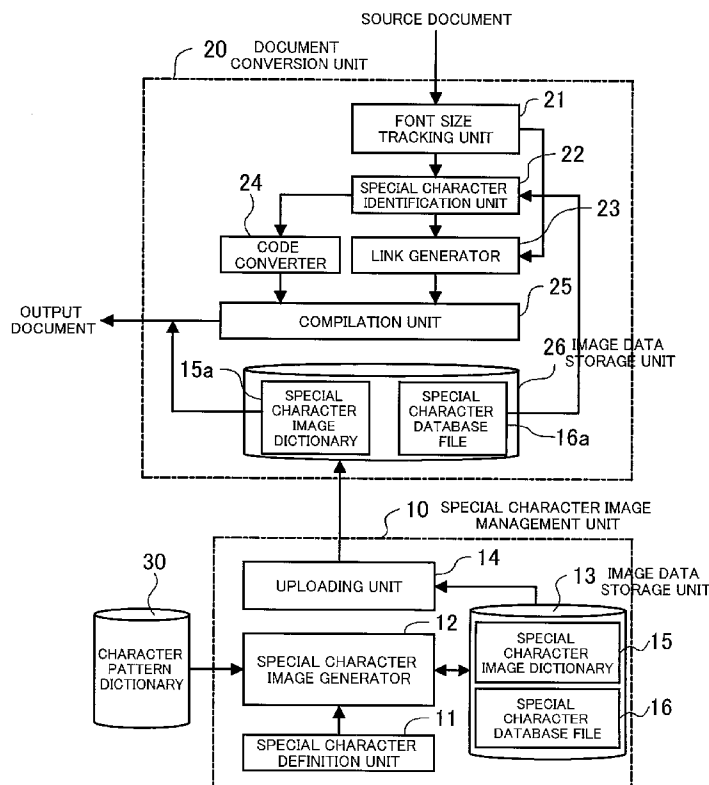 SOURCE DOCUMENT
20 DOCUMENT
CONVERSION UNIT
21
FONT SIZE
TRACKING UNIT
22
SPECIAL CHARACTER
IDENTIFICATION UNIT
24
23
CODE
CONVERTER
LINK GENERATOR
OUTPUT
DOCUMENT
25
COMPILATION UNIT
26 IMAGE DATA
STORAGE UNIT
15a
SPECIAL
CHARACTER
IMAGE
DICTIONARY
SPECIAL
CHARACTER
DATABASE
FILE
16a
10 SPECIAL CHARACTER IMAGE
MANAGEMENT UNIT
14
UPLOADING UNIT
13 IMAGE DATA
STORAGE UNIT
30
CHARACTER
PATTERN
DICTIONARY
12
SPECIAL CHARACTER
IMAGE GENERATOR
SPECIAL
CHARACTER
IMAGE DICTIONARY
15
SPECIAL
CHARACTER
DATABASE FILE
16
11
SPECIAL CHARACTER
DEFINITION UNIT